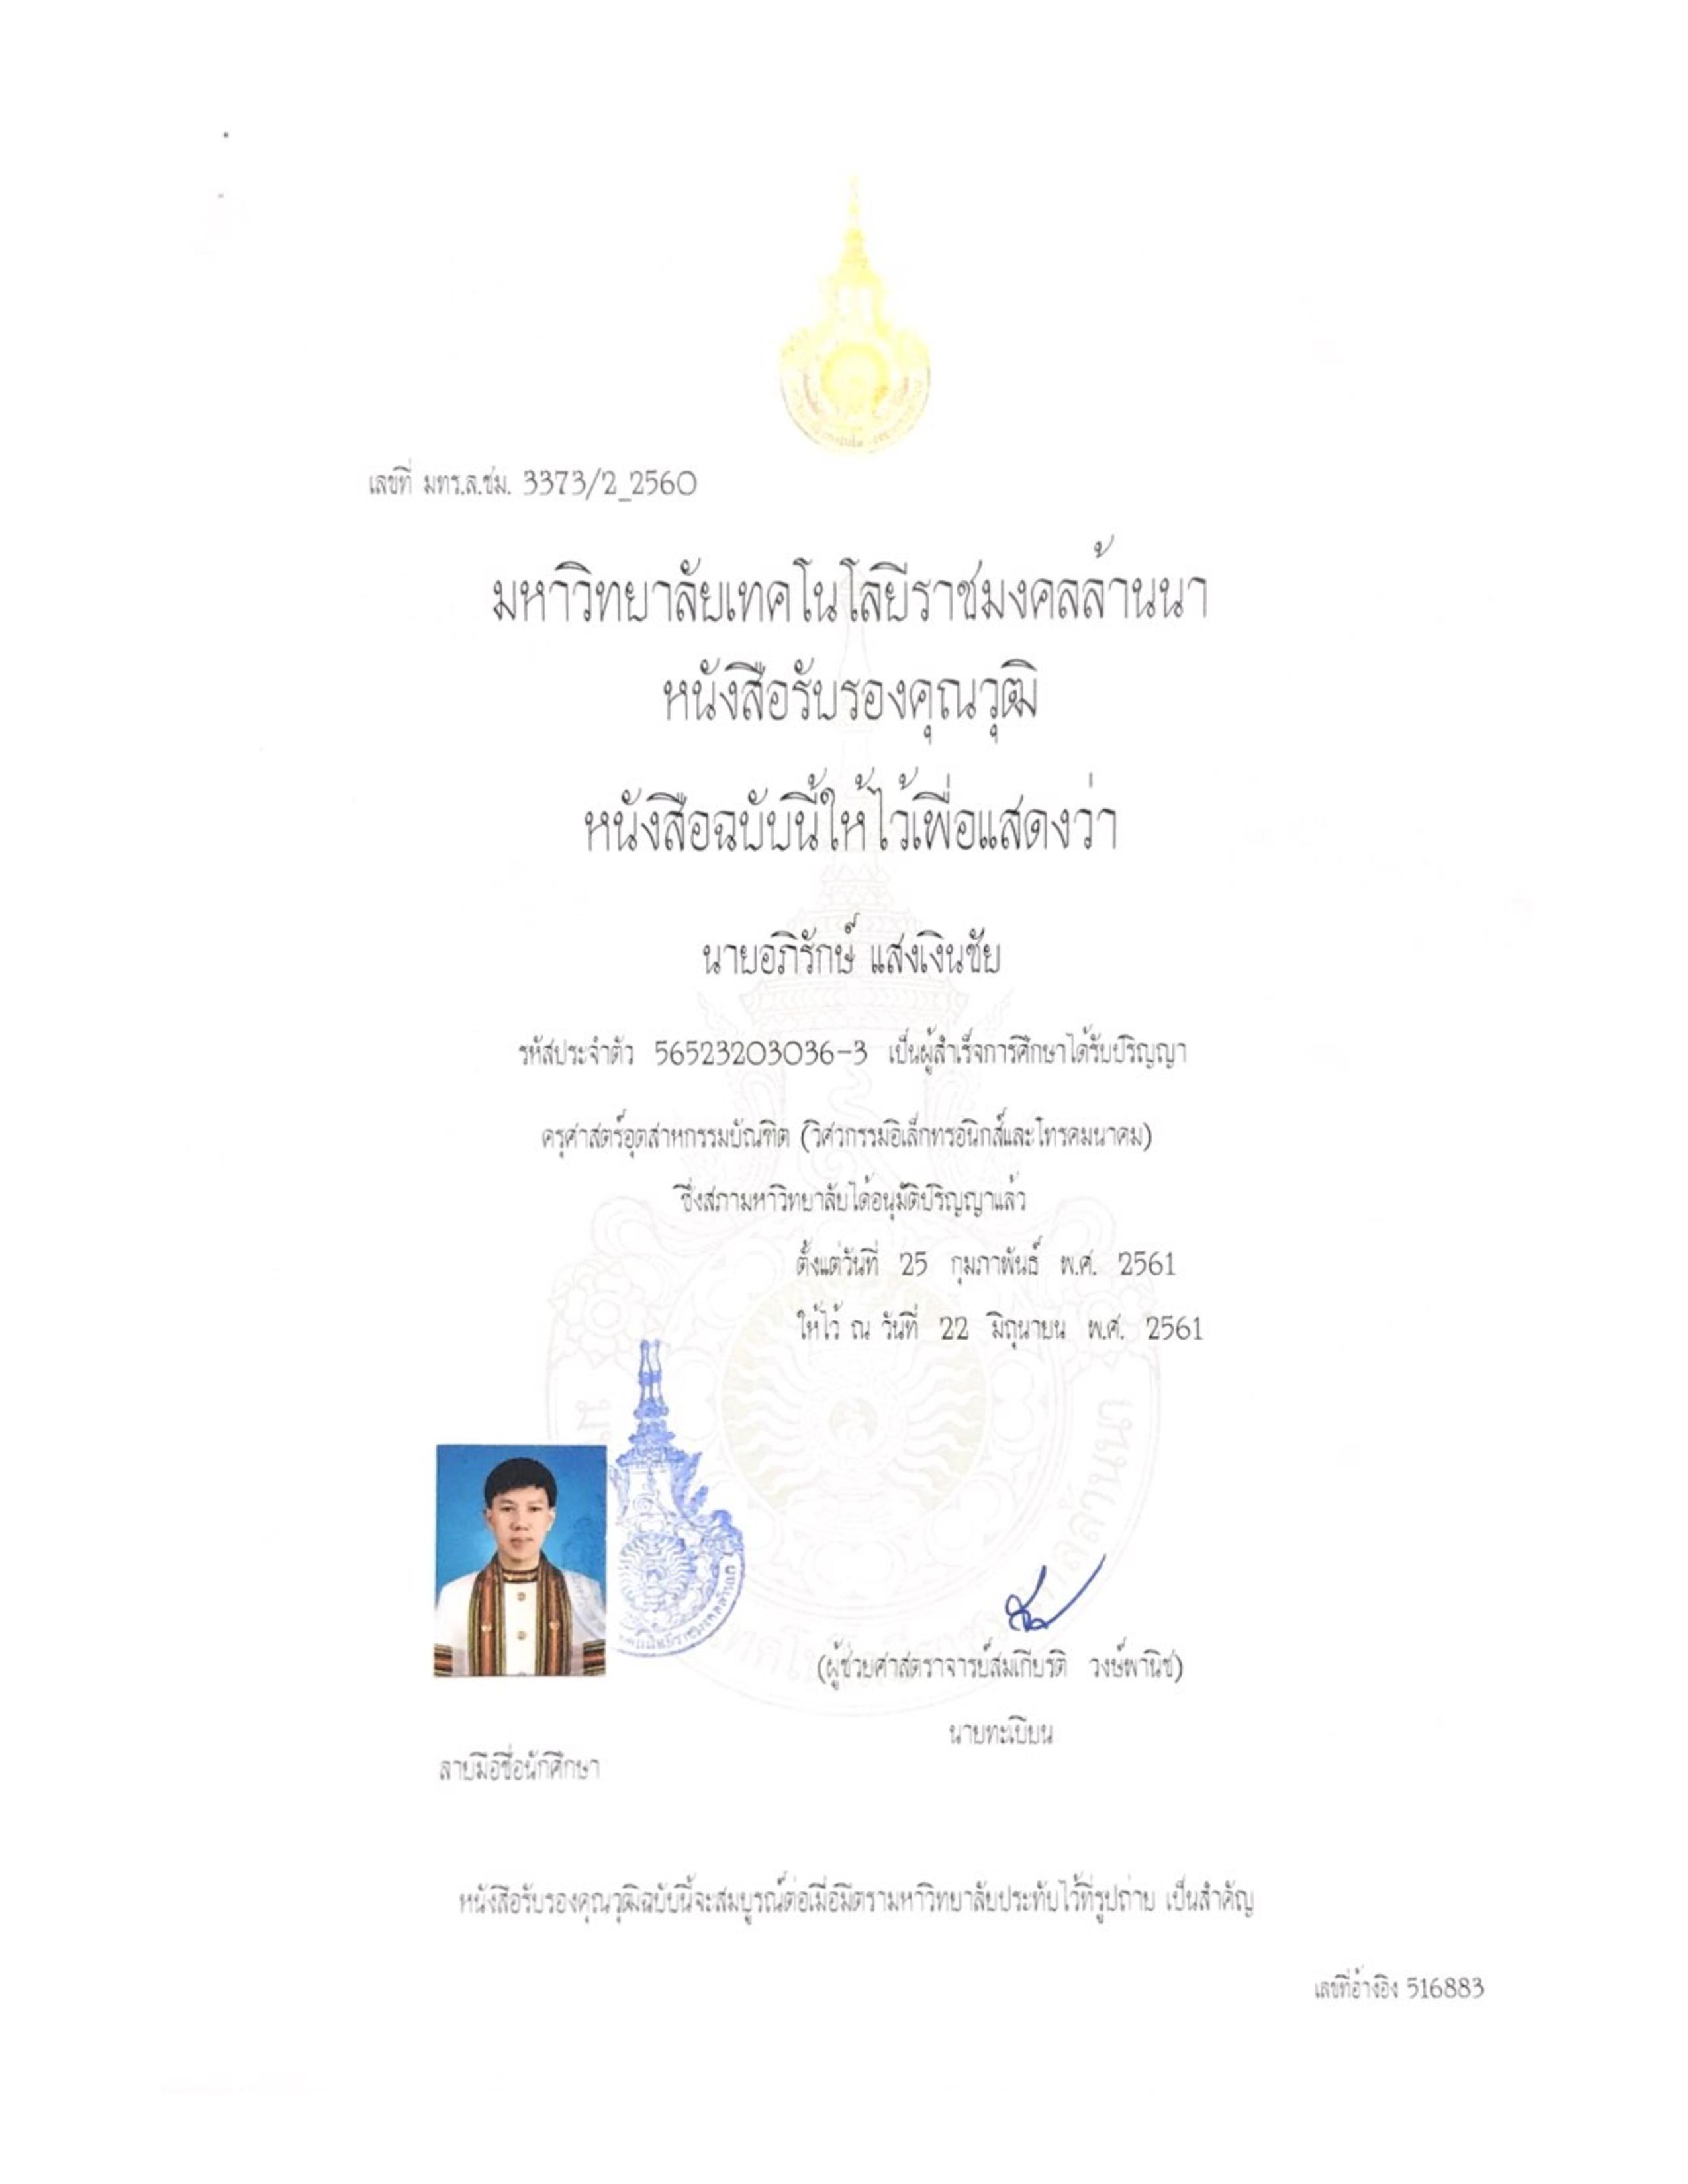 เลขที่ มทร.ล.ชม. 3373/2_2560
มหาวิทยาลัยเทคโนโลยีราชมงคลล้านนา
หนังสือรับรองคุณวุฒิ
หนังสือฉบับนี้ให้ไว้เพื่อแสดงว่า
นายอภิรักษ์ แสงเงินชัย
รหัสประจำตัว 56523203036-3 เป็นผู้สำเร็จการศึกษาได้รับปริญญา
ครุศาสตร์อุตสาหกรรมบัณฑิต (วิศวกรรมอิเล็กทรอนิกส์และโทรคมนาคม)
ซึ่งสภามหาวิทยาลัยได้อนุมัติปริญญาแล้ว
ตั้งแต่วันที่ 25 กุมภาพันธ์ พ.ศ. 2561
ให้ไว้ ณ วันที่ 22 มิถุนายน พ.ศ. 2561
(ผู้ช่วยศาสตราจารย์สมเกียรติ วงษ์พานิช)
นายทะเบียน
ลายมือชื่อนักศึกษา
หนังสือรับรองคุณวุฒิฉบับนี้จะสมบูรณ์ต่อเมื่อมีตรามหาวิทยาลัยประทับไว้ที่รูปถ่าย เป็นสำคัญ
เลขที่อ้างอิง 516883